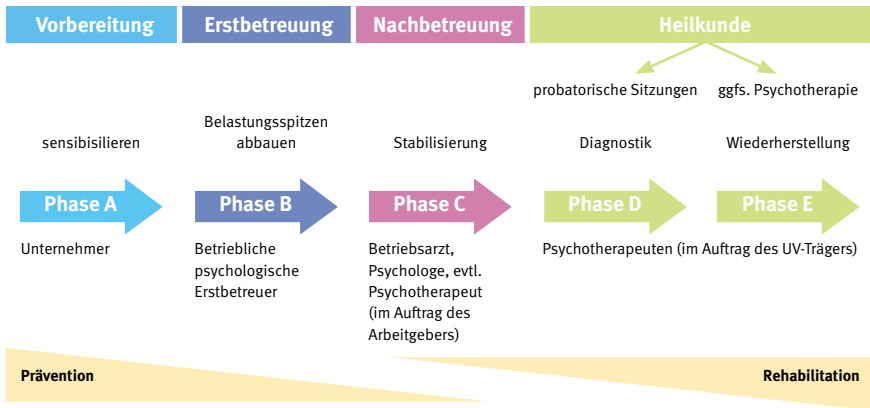 Vorbereitung
Erstbetreuung
Nachbetreuung
Heilkunde
probatorische Sitzungen
ggfs. Psychotherapie
sensibisilieren
Belastungsspitzen
abbauen
Stabilisierung
Diagnostik
Wiederherstellung
Phase A
Phase B
Phase C
Phase D
Phase E
Unternehmer
Betriebliche
psychologische
Erstbetreuer
Betriebsarzt,
Psychologe, evtl.
Psychotherapeut
(im Auftrag des
Arbeitgebers)
Psychotherapeuten (im Auftrag des UV-Trägers)
Prävention
Rehabilitation